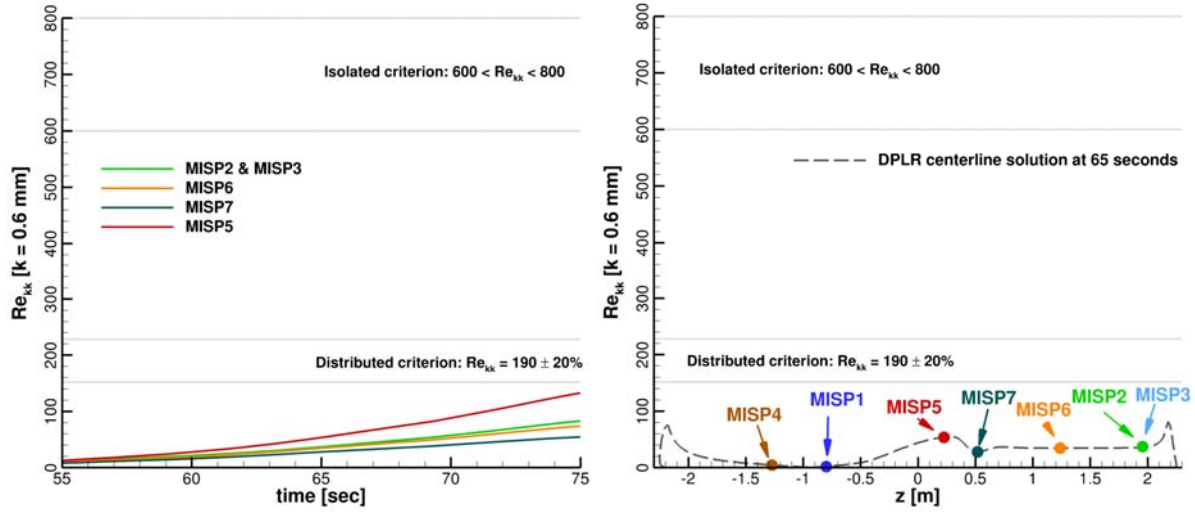 800
700
600
500
400
300
200
100
0
Re_kk [k = 0.6 mm]
Isolated criterion: 600 < Re_kk < 800
MISP2 & MISP3
MISP6
MISP7
MISP5
Distributed criterion: Re_kk = 190 ± 20%
55 60 65 70 75
time [sec]
800
700
600
500
400
300
200
100
0
Re_kk [k = 0.6 mm]
Isolated criterion: 600 < Re_kk < 800
DPLR centerline solution at 65 seconds
Distributed criterion: Re_kk = 190 ± 20%
MISP4
MISP1
MISP5
MISP7
MISP6
MISP2
MISP3
-2 -1.5 -1 -0.5 0 0.5 1 1.5 2
z [m]